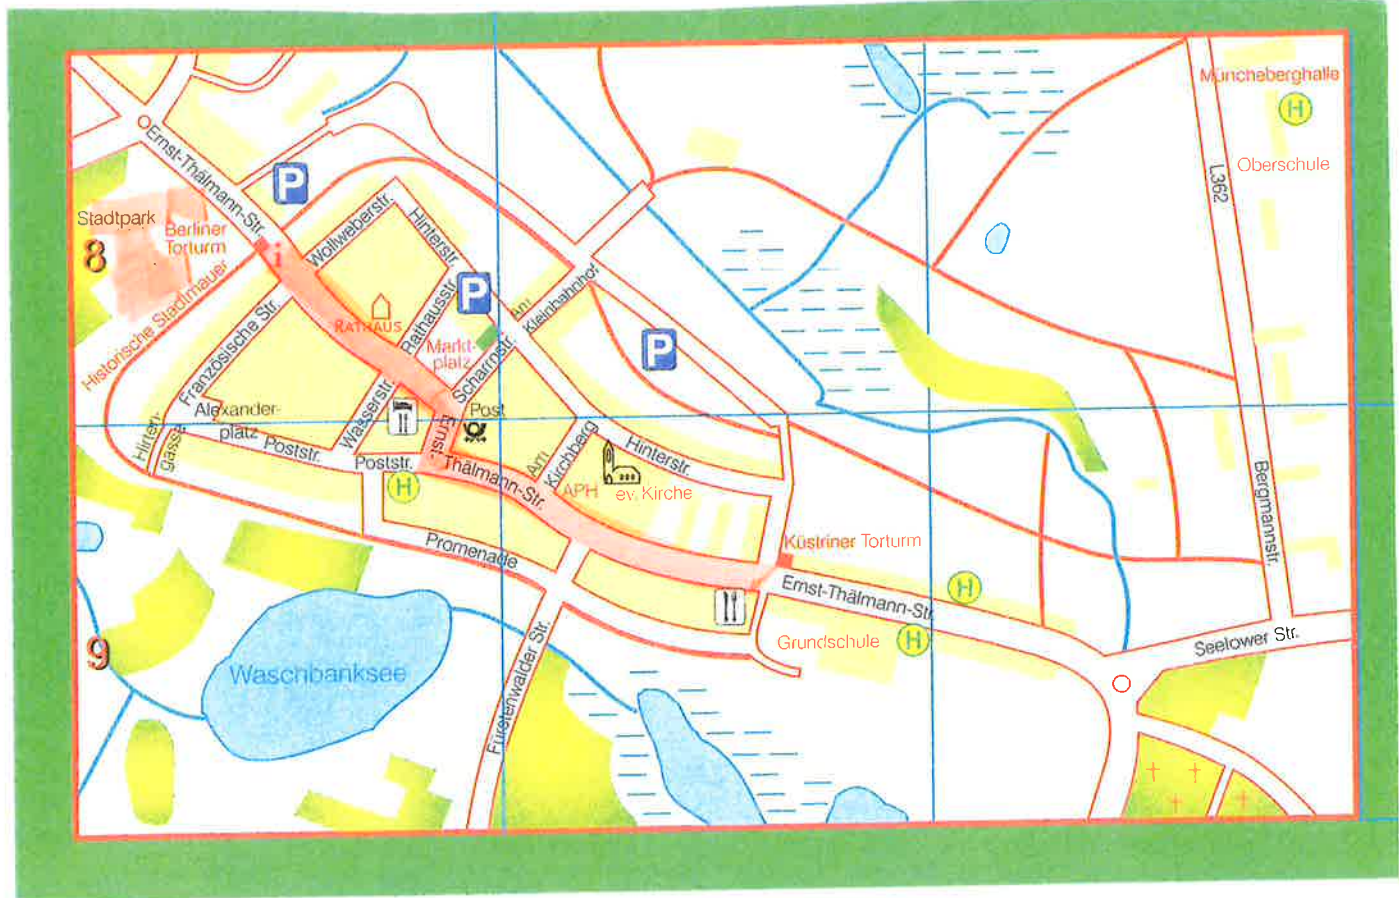 Müncheberghalle
H
Oberschule
L362
Ernst-Thälmann-Str.
P
Stadtpark
8
Berliner
Torturm
i
Wollweberstr.
Hinterstr.
Historische Stadtmauer
Französische Str.
RATHAUS
Rathausstr.
P
Am
Kleinbahnhof
Markt-
platz
Scharnstr.
P
Alexander-
platz
Hirten-
gasse
Poststr.
Wasserstr.
Post
Ernst-
Thälmann-Str.
Poststr.
H
Am
Kirchberg
Hinterstr.
APH
ev. Kirche
Bergmannstr.
Promenade
Küstriner Torturm
Ernst-Thälmann-Str.
H
H
Grundschule
Seelower Str.
9
Waschbanksee
Fürstenwalder Str.